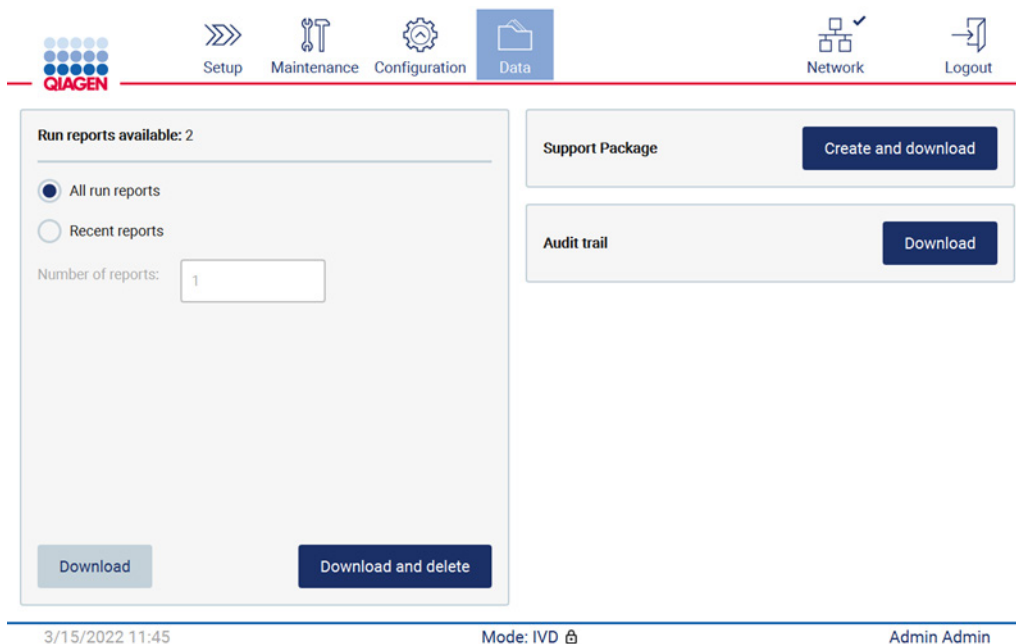 QIAGEN
Setup
Maintenance
Configuration
Data
Network
Logout
Run reports available: 2
All run reports
Recent reports
Number of reports:
1
Download
Download and delete
Support Package
Create and download
Audit trail
Download
3/15/2022 11:45
Mode: IVD
Admin Admin